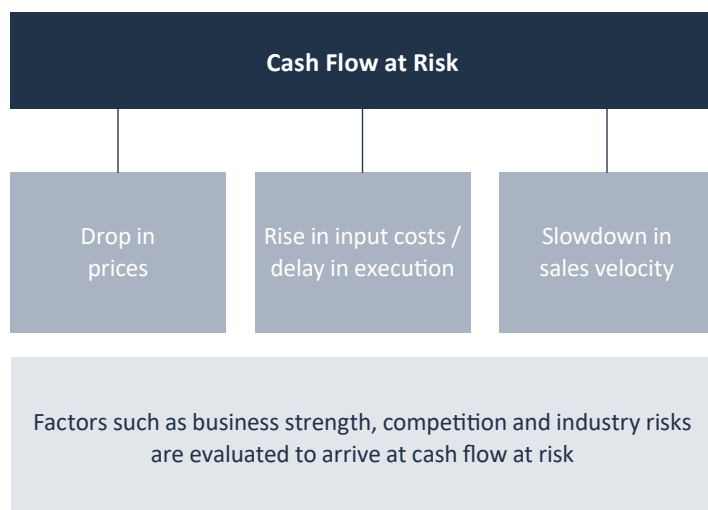 Cash Flow at Risk
Drop in
prices
Rise in input costs /
delay in execution
Slowdown in
sales velocity
Factors such as business strength, competition and industry risks
are evaluated to arrive at cash flow at risk